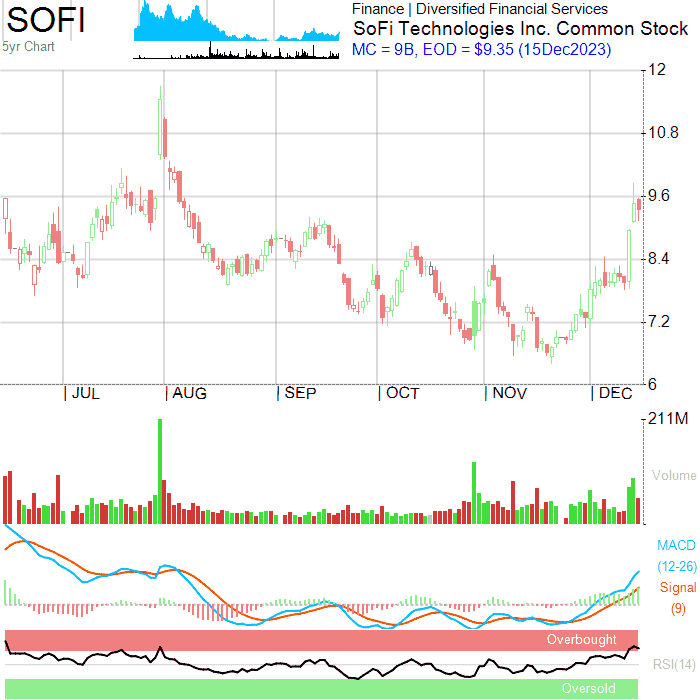 SOFI
5yr Chart
Finance | Diversified Financial Services
SoFi Technologies Inc. Common Stock
MC = 9B, EOD = $9.35 (15Dec2023)
12
10.8
9.6
8.4
7.2
6
| JUL | AUG | SEP | OCT | NOV | DEC
211M
Volume
MACD
(12-26)
Signal
(9)
Overbought
RSI(14)
Oversold